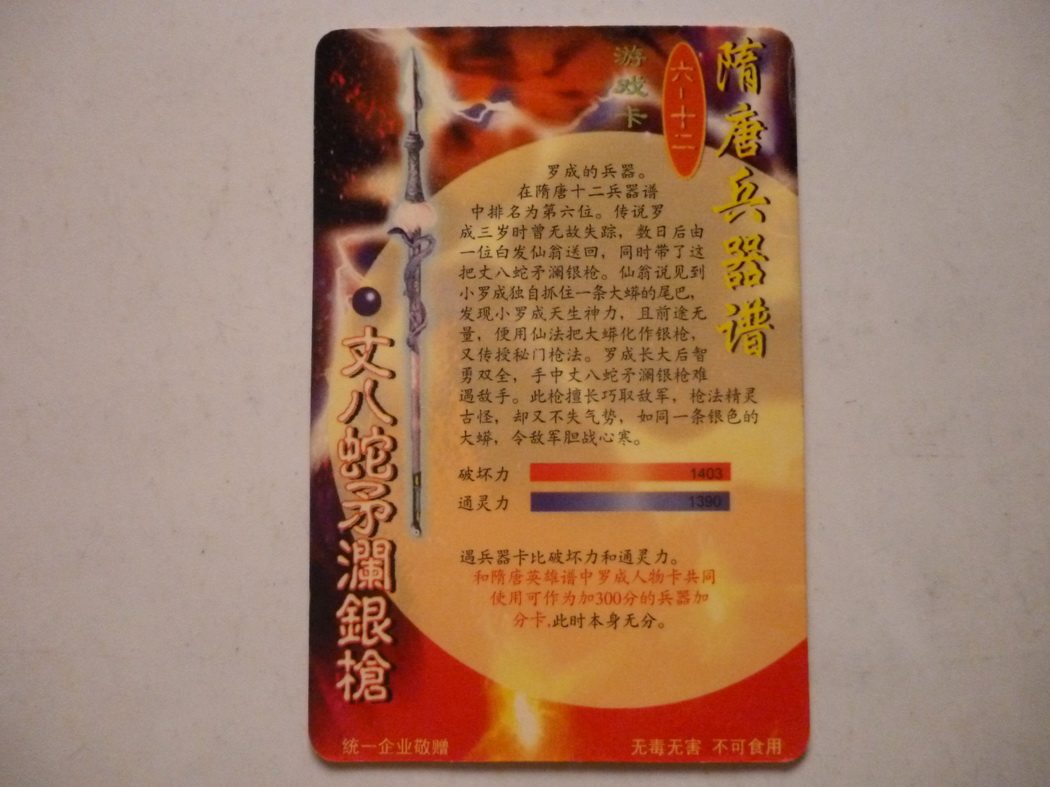 隋唐兵器谱
六-十二
游戏卡
罗成的兵器。
在隋唐十二兵器谱
中排名为第六位。传说罗
成三岁时曾无故失踪，数日后由
一位白发仙翁送回，同时带了这
把丈八蛇矛澜银枪。仙翁说见到
小罗成独自抓住一条大蟒的尾巴，
发现小罗成天生神力，且前途无
量，便用仙法把大蟒化作银枪，
又传授秘门枪法。罗成长大后智
勇双全，手中丈八蛇矛澜银枪难
遇敌手。此枪擅长巧取敌军，枪法精灵
古怪，却又不失气势，如同一条银色的
大蟒，令敌军胆战心寒。
破坏力 1403
通灵力 1390
遇兵器卡比破坏力和通灵力。
和隋唐英雄谱中罗成人物卡共同
使用可作为加300分的兵器加
分卡,此时本身无分。
丈八蛇矛瀾銀槍
统一企业敬赠
无毒无害 不可食用